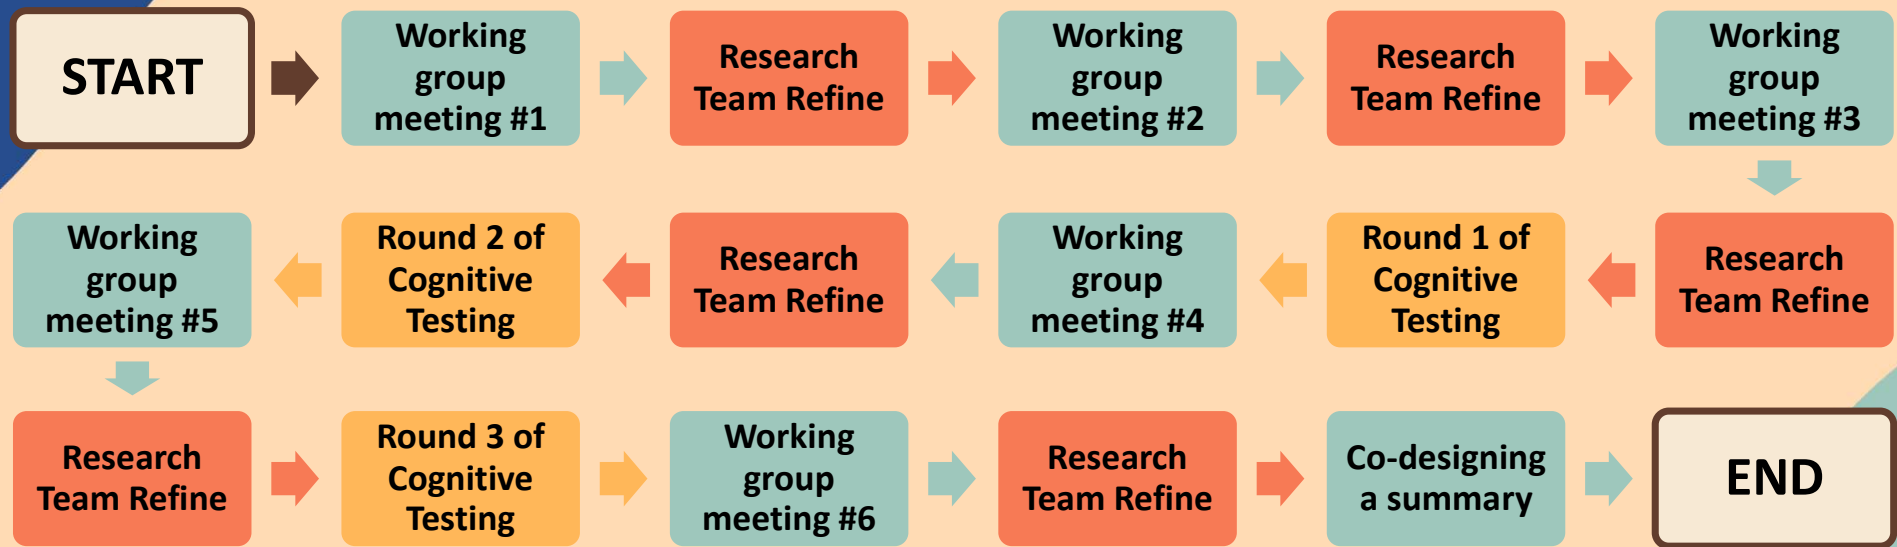 START
Working
group
meeting #1
Research
Team Refine
Working
group
meeting #2
Research
Team Refine
Working
group
meeting #3
Research
Team Refine
Round 1 of
Cognitive
Testing
Working
group
meeting #4
Research
Team Refine
Round 2 of
Cognitive
Testing
Working
group
meeting #5
Research
Team Refine
Round 3 of
Cognitive
Testing
Working
group
meeting #6
Research
Team Refine
Co-designing
a summary
END